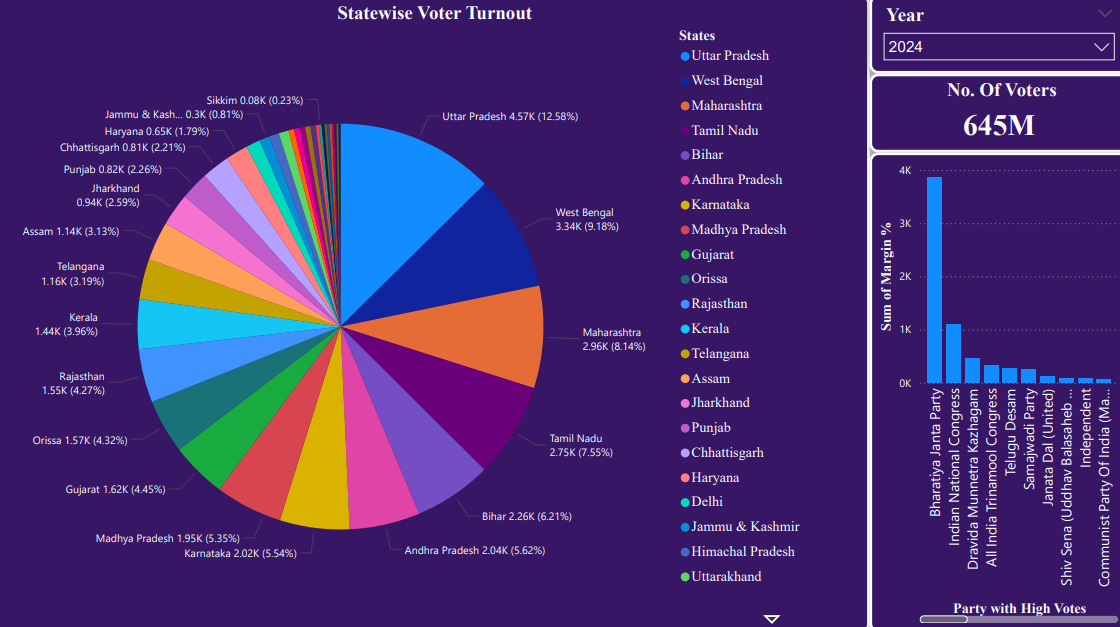 Statewise Voter Turnout
Sikkim 0.08K (0.23%)
Jammu & Kash... 0.3K (0.81%)
Haryana 0.65K (1.79%)
Chhattisgarh 0.81K (2.21%)
Punjab 0.82K (2.26%)
Jharkhand
0.94K (2.59%)
Assam 1.14K (3.13%)
Telangana
1.16K (3.19%)
Kerala
1.44K (3.96%)
Rajasthan
1.55K (4.27%)
Orissa 1.57K (4.32%)
Gujarat 1.62K (4.45%)
Madhya Pradesh 1.95K (5.35%)
Karnataka 2.02K (5.54%)
Uttar Pradesh 4.57K (12.58%)
West Bengal
3.34K (9.18%)
Maharashtra
2.96K (8.14%)
Tamil Nadu
2.75K (7.55%)
Bihar 2.26K (6.21%)
Andhra Pradesh 2.04K (5.62%)
States
Uttar Pradesh
West Bengal
Maharashtra
Tamil Nadu
Bihar
Andhra Pradesh
Karnataka
Madhya Pradesh
Gujarat
Orissa
Rajasthan
Kerala
Telangana
Assam
Jharkhand
Punjab
Chhattisgarh
Haryana
Delhi
Jammu & Kashmir
Himachal Pradesh
Uttarakhand
Year
2024
No. Of Voters
645M
Sum of Margin %
4K
3K
2K
1K
0K
Bharatiya Janta Party
Indian National Congress
Dravida Munnetra Kazhagam
All India Trinamool Congress
Telugu Desam
Samajwadi Party
Janata Dal (United)
Shiv Sena (Uddhav Balasaheb ...
Independent
Communist Party Of India (Ma...
Party with High Votes